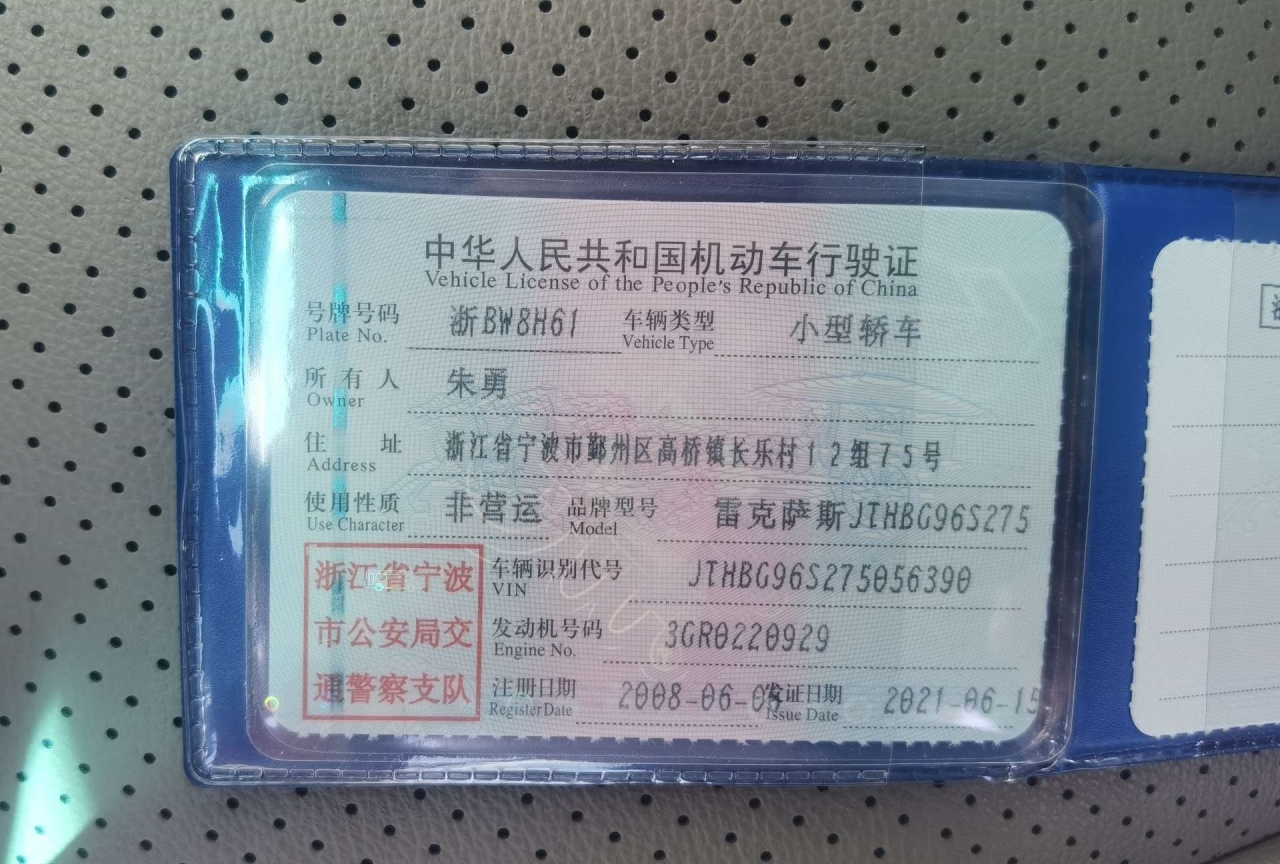 中华人民共和国机动车行驶证
Vehicle License of the People's Republic of China
号牌号码 浙BW8H61 车辆类型 小型轿车
Plate No. Vehicle Type
所有人 朱勇
Owner
住址 浙江省宁波市鄞州区高桥镇长乐村12组75号
Address
使用性质 非营运 品牌型号 雷克萨斯JTHBG96S275
Use Character Model
浙江省宁波
市公安局交
通警察支队
车辆识别代号 JTHBG96S275056390
VIN
发动机号码 3GR0220929
Engine No.
注册日期 2008-06- 发证日期 2021-06-15
Register Date Issue Date